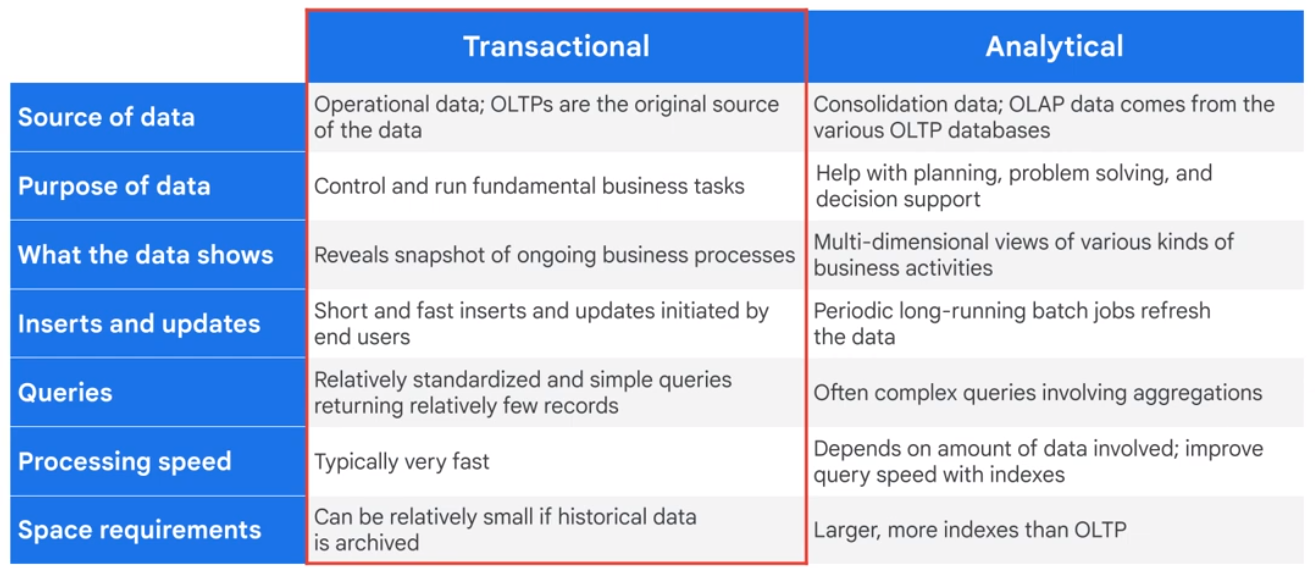 Transactional
Analytical
Source of data
Operational data; OLTPs are the original source
of the data
Consolidation data; OLAP data comes from the
various OLTP databases
Purpose of data
Control and run fundamental business tasks
Help with planning, problem solving, and
decision support
What the data shows
Reveals snapshot of ongoing business processes
Multi-dimensional views of various kinds of
business activities
Inserts and updates
Short and fast inserts and updates initiated by
end users
Periodic long-running batch jobs refresh
the data
Queries
Relatively standardized and simple queries
returning relatively few records
Often complex queries involving aggregations
Processing speed
Typically very fast
Depends on amount of data involved; improve
query speed with indexes
Space requirements
Can be relatively small if historical data
is archived
Larger, more indexes than OLTP